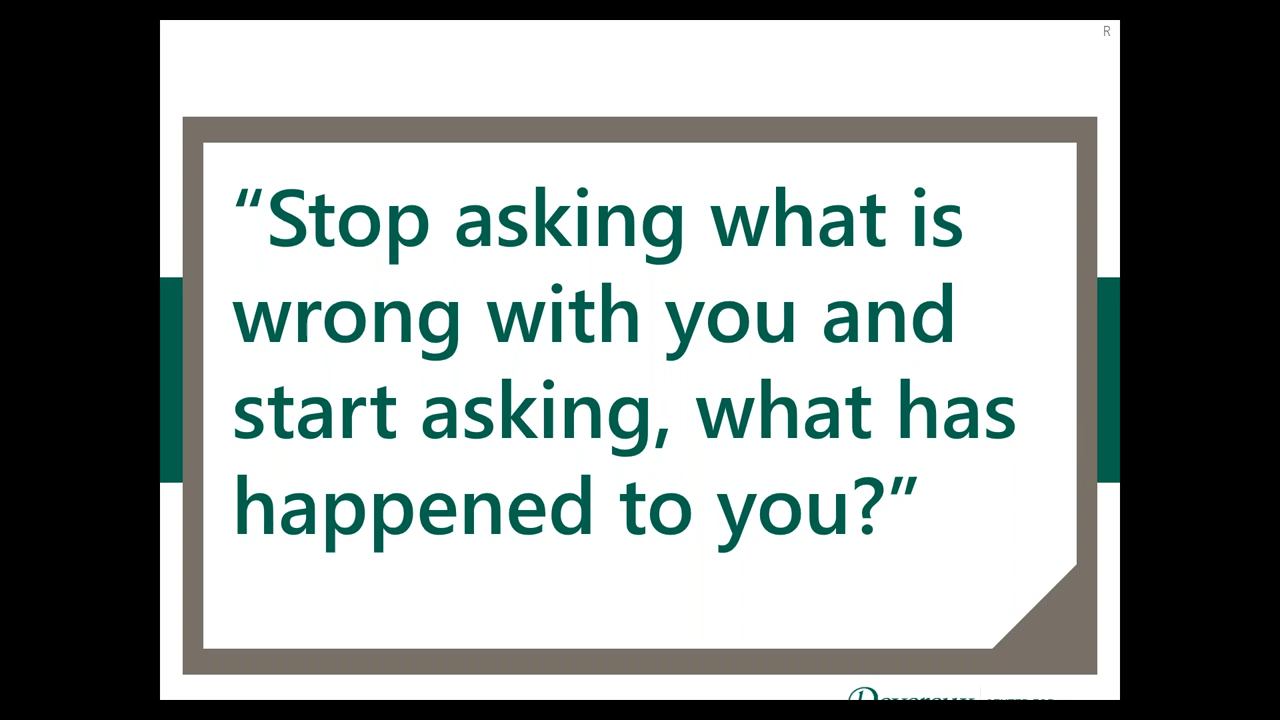 R
“Stop asking what is
wrong with you and
start asking, what has
happened to you?”